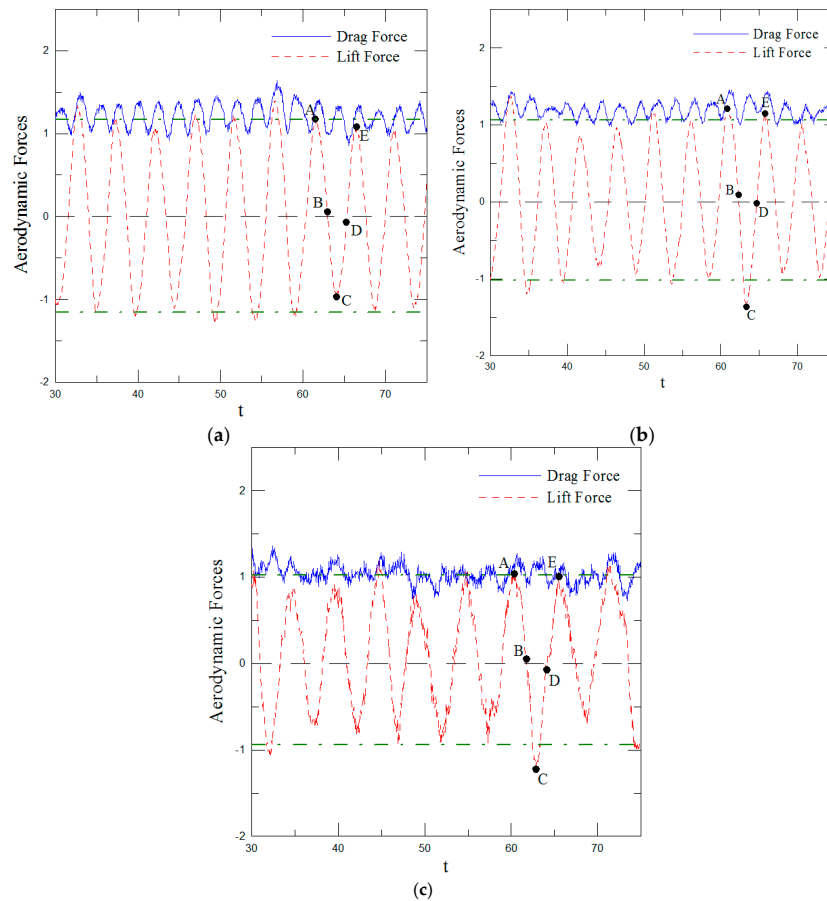 Drag Force
Lift Force
2
1
0
-1
-2
Aerodynamic Forces
A
B
C
D
E
30
40
50
60
70
t
(a)
Drag Force
Lift Force
2
1
0
-1
-2
Aerodynamic Forces
A
B
C
D
E
30
40
50
60
70
t
(b)
Drag Force
Lift Force
2
1
0
-1
-2
Aerodynamic Forces
A
B
C
D
E
30
40
50
60
70
t
(c)